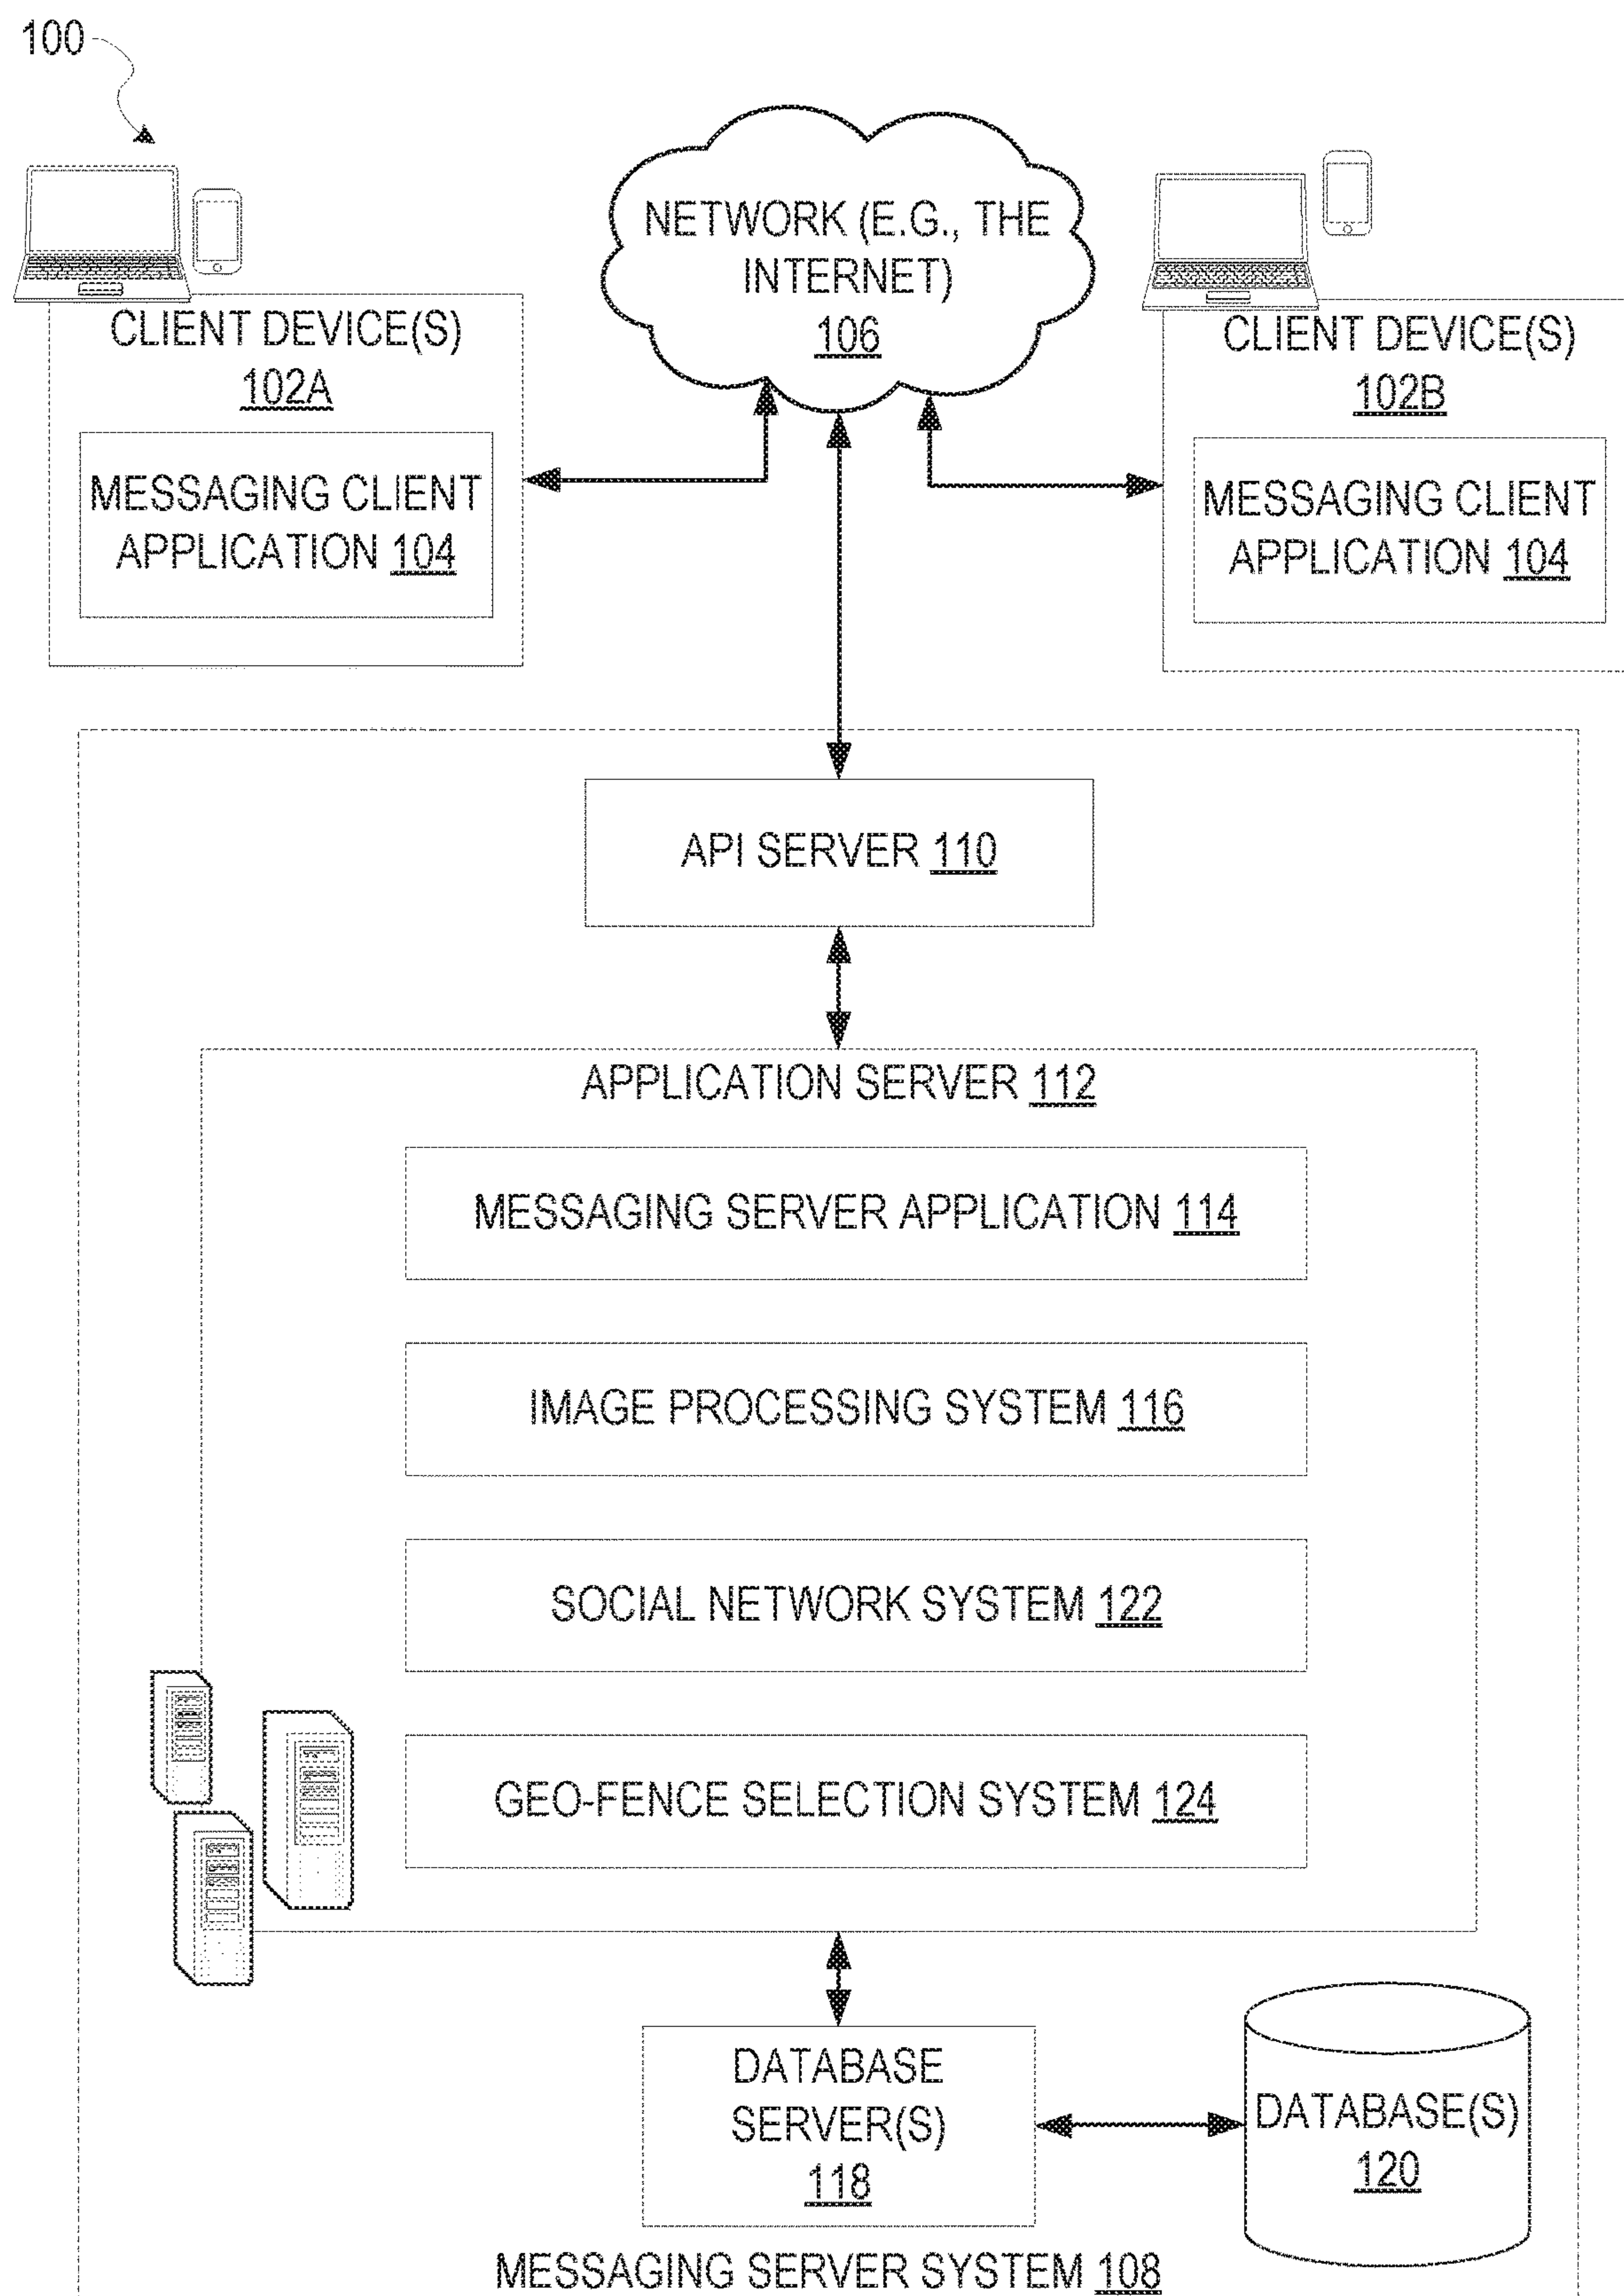 100
NETWORK (E.G., THE
INTERNET)
106
CLIENT DEVICE(S)
102A
MESSAGING CLIENT
APPLICATION 104
CLIENT DEVICE(S)
102B
MESSAGING CLIENT
APPLICATION 104
API SERVER 110
APPLICATION SERVER 112
MESSAGING SERVER APPLICATION 114
IMAGE PROCESSING SYSTEM 116
SOCIAL NETWORK SYSTEM 122
GEO-FENCE SELECTION SYSTEM 124
DATABASE
SERVER(S)
118
DATABASE(S)
120
MESSAGING SERVER SYSTEM 108